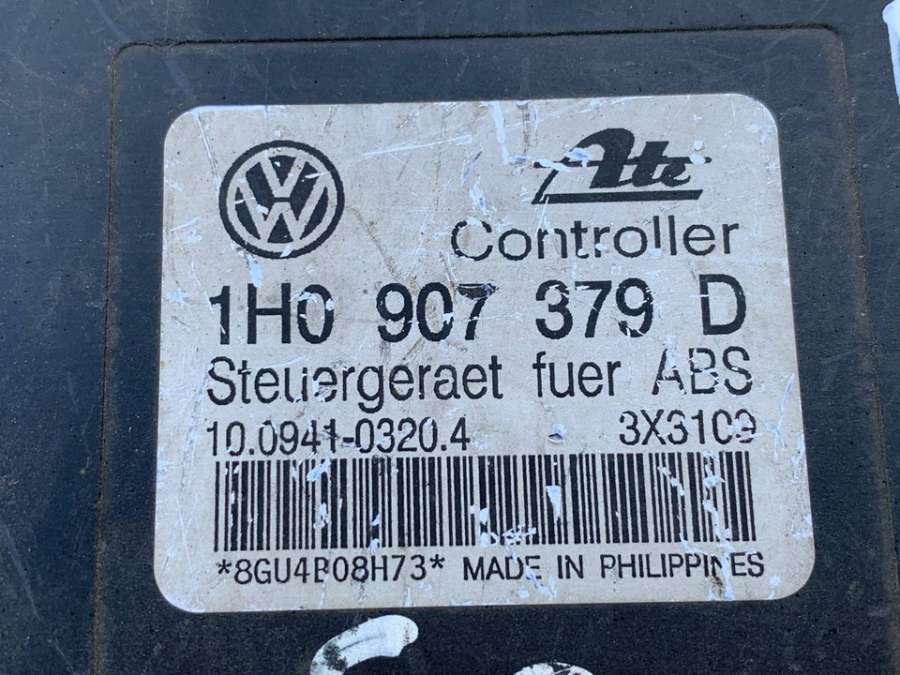 Ate
Controller
1H0 907 379 D
Steuergeraet fuer ABS
10.0941-0320.4 3X3109
*8GU4B08H73* MADE IN PHILIPPINES